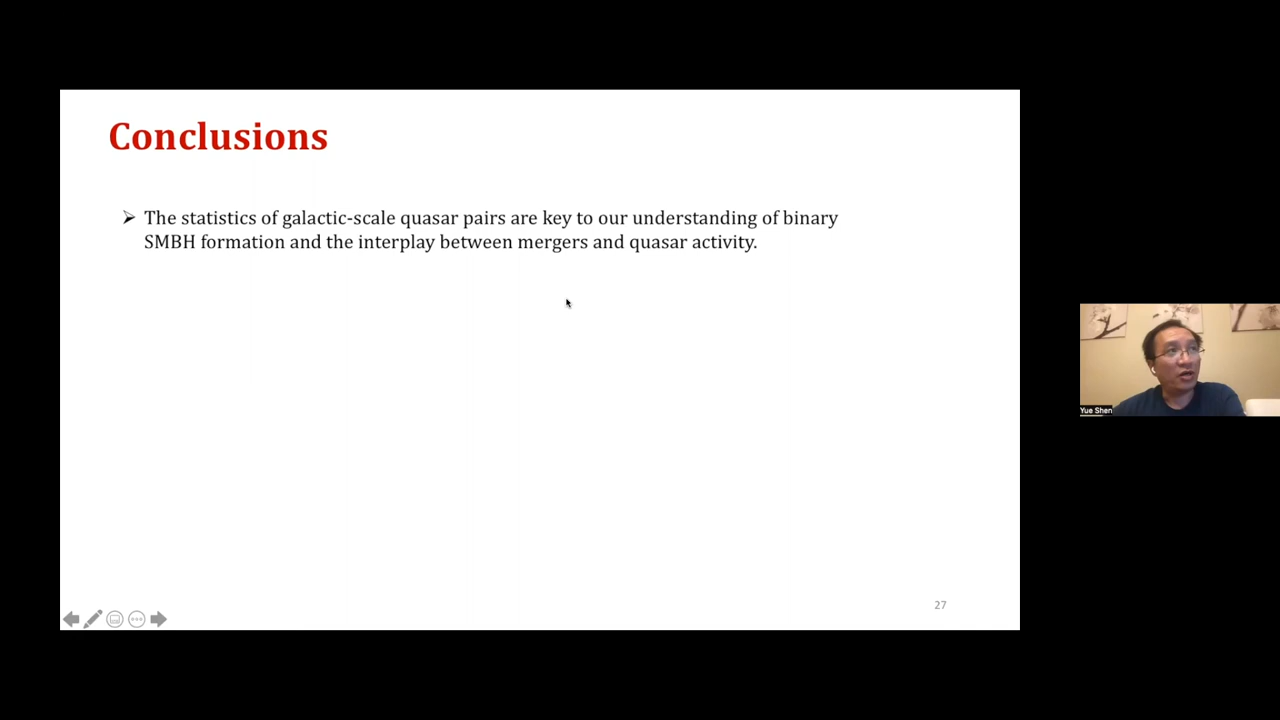 Conclusions
➢ The statistics of galactic-scale quasar pairs are key to our understanding of binary
SMBH formation and the interplay between mergers and quasar activity.
27
Yue Shen